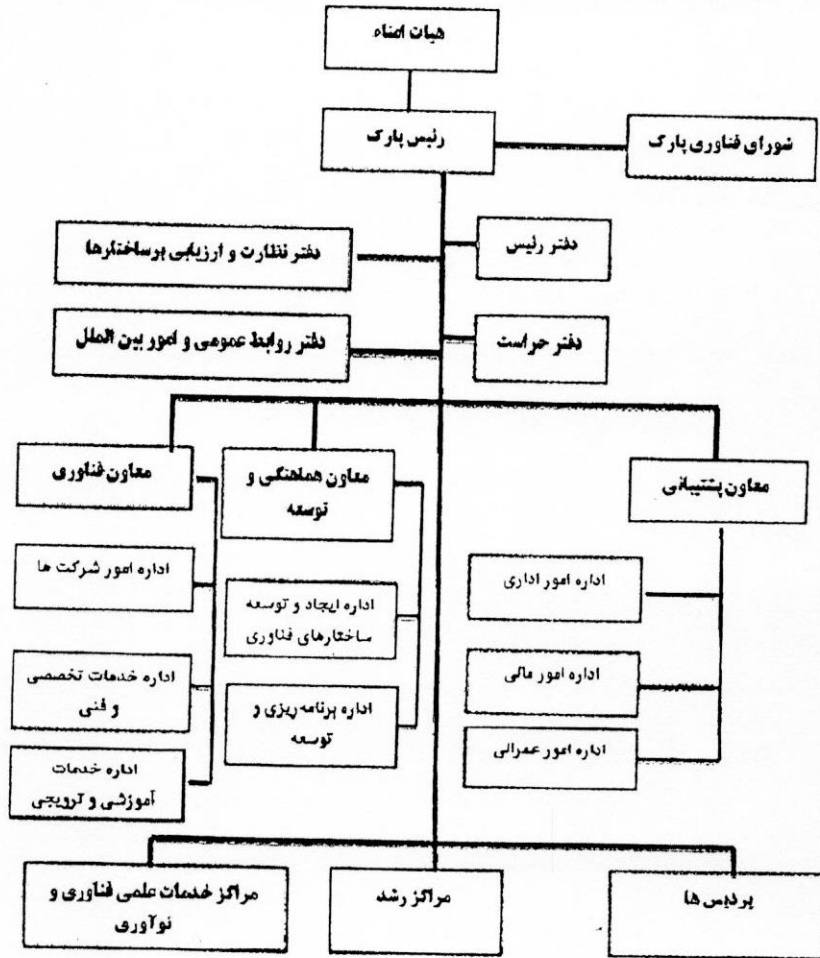 هیات امناء
رئیس پارک
شورای فناوری پارک
دفتر رئیس
دفتر نظارت و ارزیابی برساختارها
دفتر حراست
دفتر روابط عمومی و امور بین الملل
معاون پشتیبانی
معاون هماهنگی و
توسعه
معاون فناوری
اداره امور اداری
اداره امور مالی
اداره امور عمرانی
اداره ایجاد و توسعه
ساختارهای فناوری
اداره برنامه‌ریزی و
توسعه
اداره امور شرکت ها
اداره خدمات تخصصی
و فنی
اداره خدمات
آموزشی و ترویجی
پردیس ها
مراکز رشد
مراکز خدمات علمی فناوری و
نوآوری